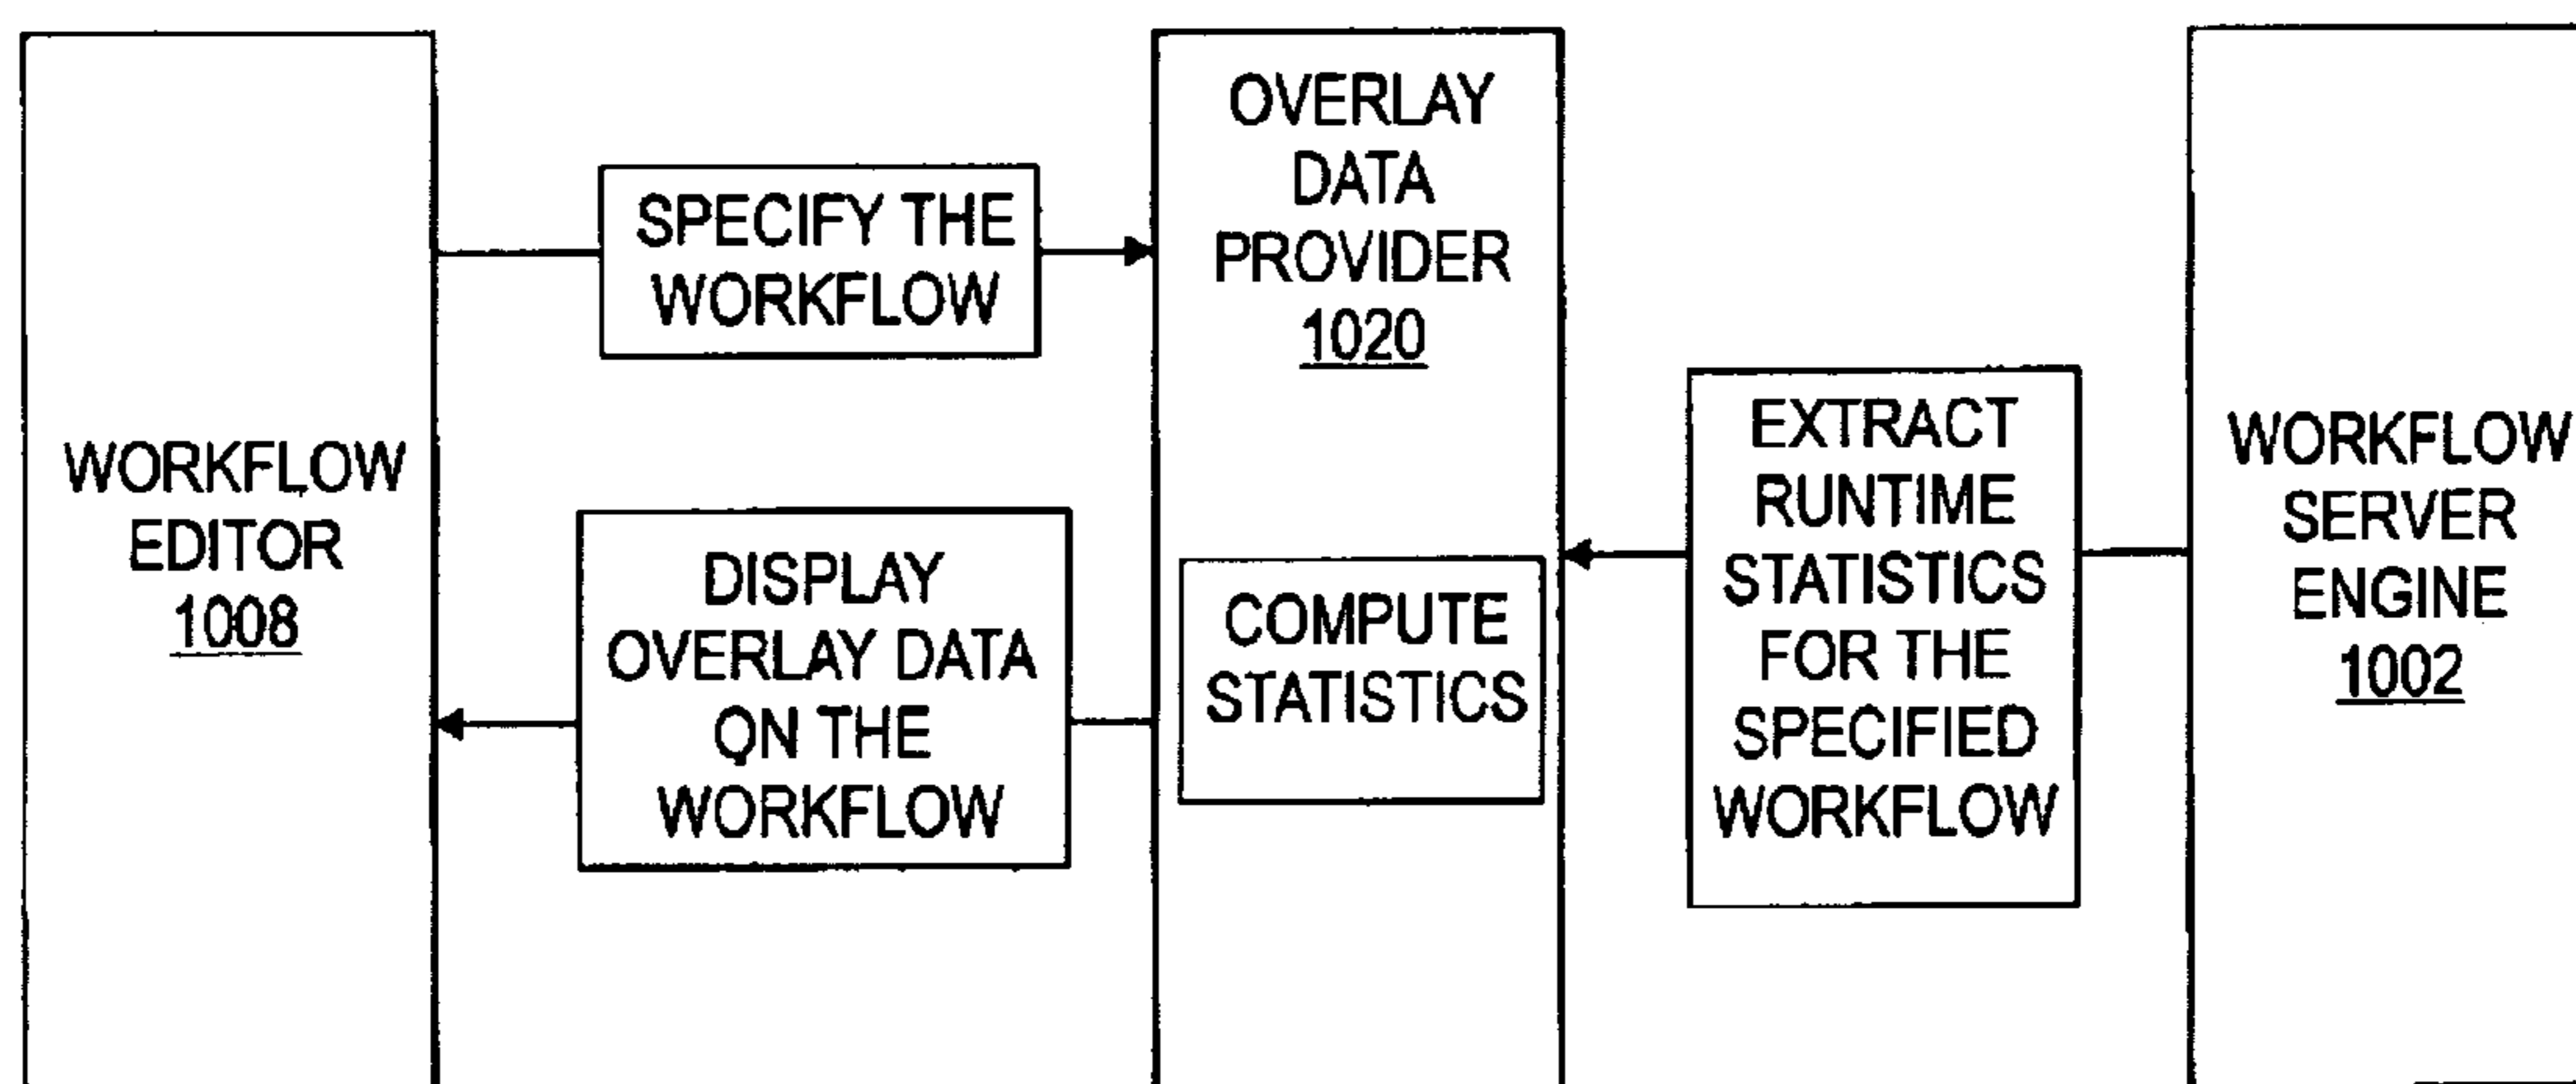 WORKFLOW
EDITOR
1008
SPECIFY THE
WORKFLOW
DISPLAY
OVERLAY DATA
ON THE
WORKFLOW
OVERLAY
DATA
PROVIDER
1020
COMPUTE
STATISTICS
EXTRACT
RUNTIME
STATISTICS
FOR THE
SPECIFIED
WORKFLOW
WORKFLOW
SERVER
ENGINE
1002